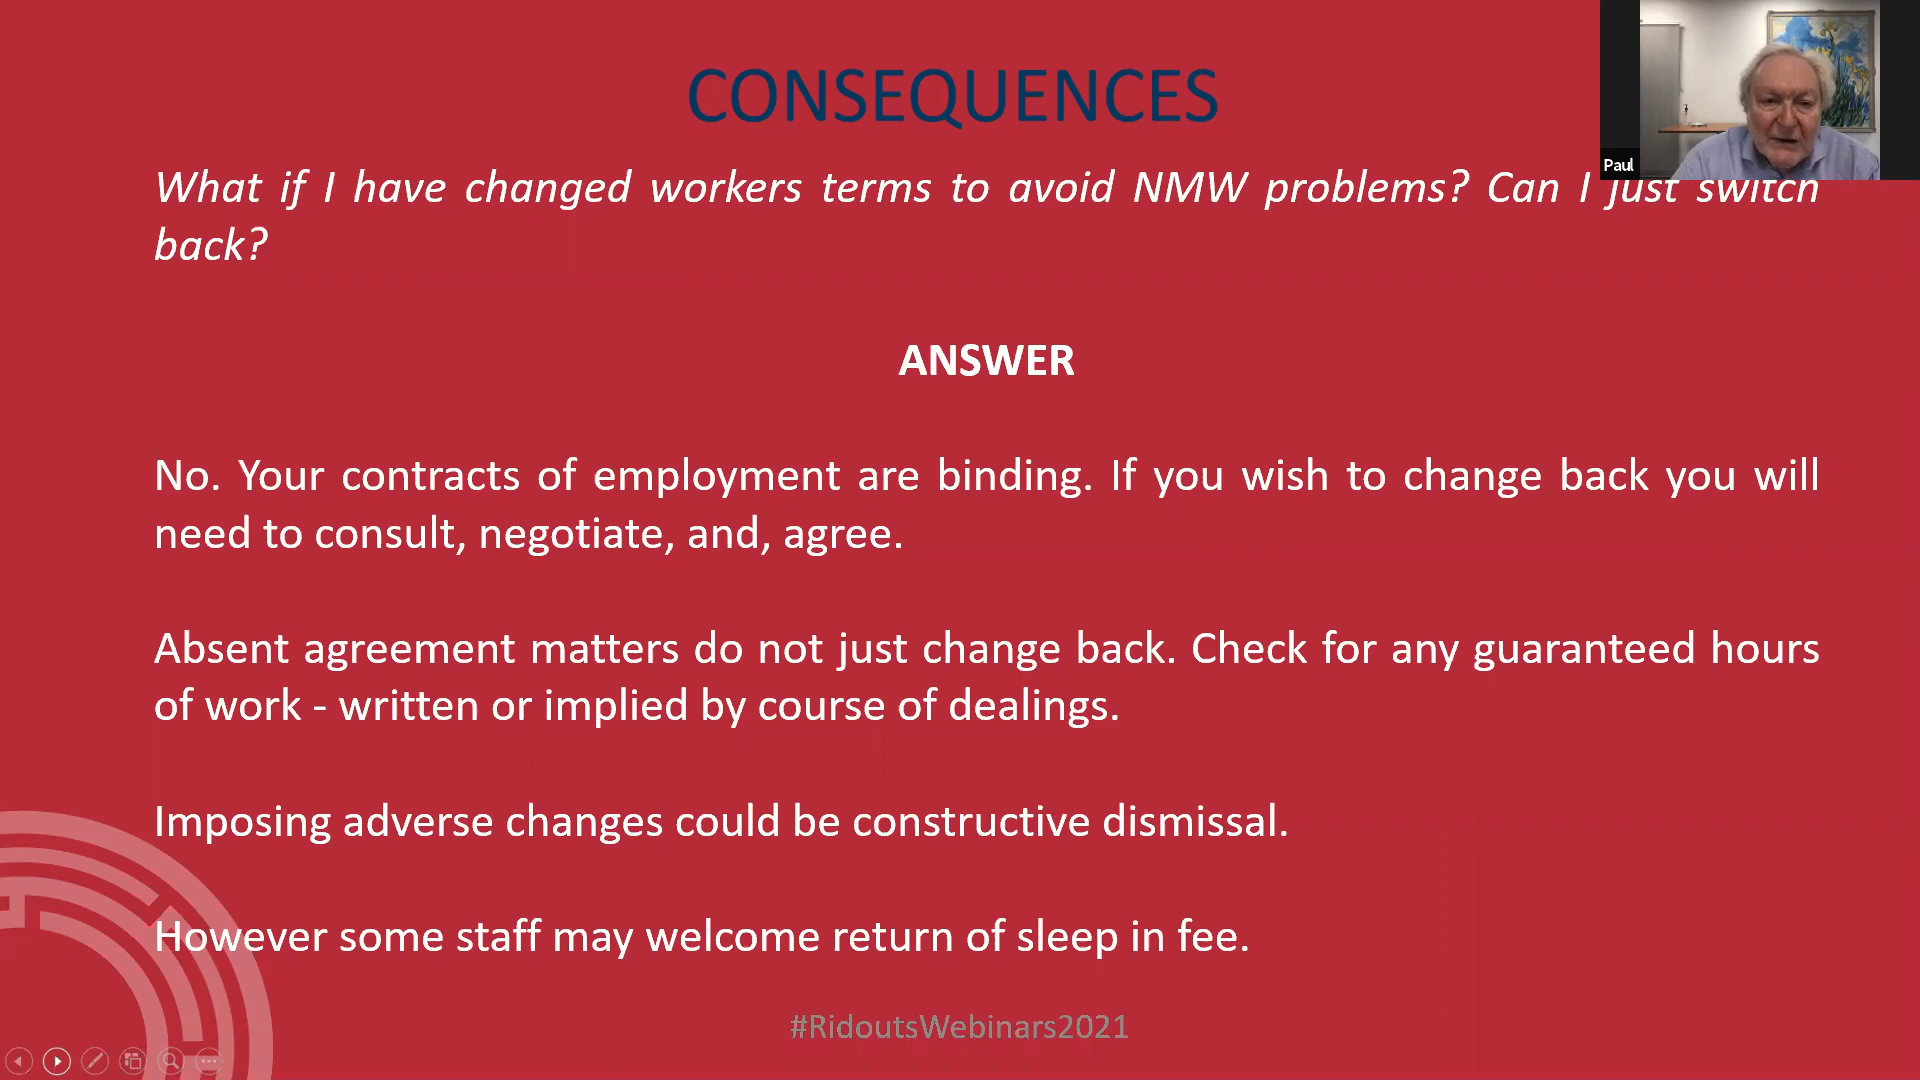 CONSEQUENCES
Paul
What if I have changed workers terms to avoid NMW problems? Can I just switch
back?
ANSWER
No. Your contracts of employment are binding. If you wish to change back you will
need to consult, negotiate, and, agree.
Absent agreement matters do not just change back. Check for any guaranteed hours
of work - written or implied by course of dealings.
Imposing adverse changes could be constructive dismissal.
However some staff may welcome return of sleep in fee.
#RidoutsWebinars2021